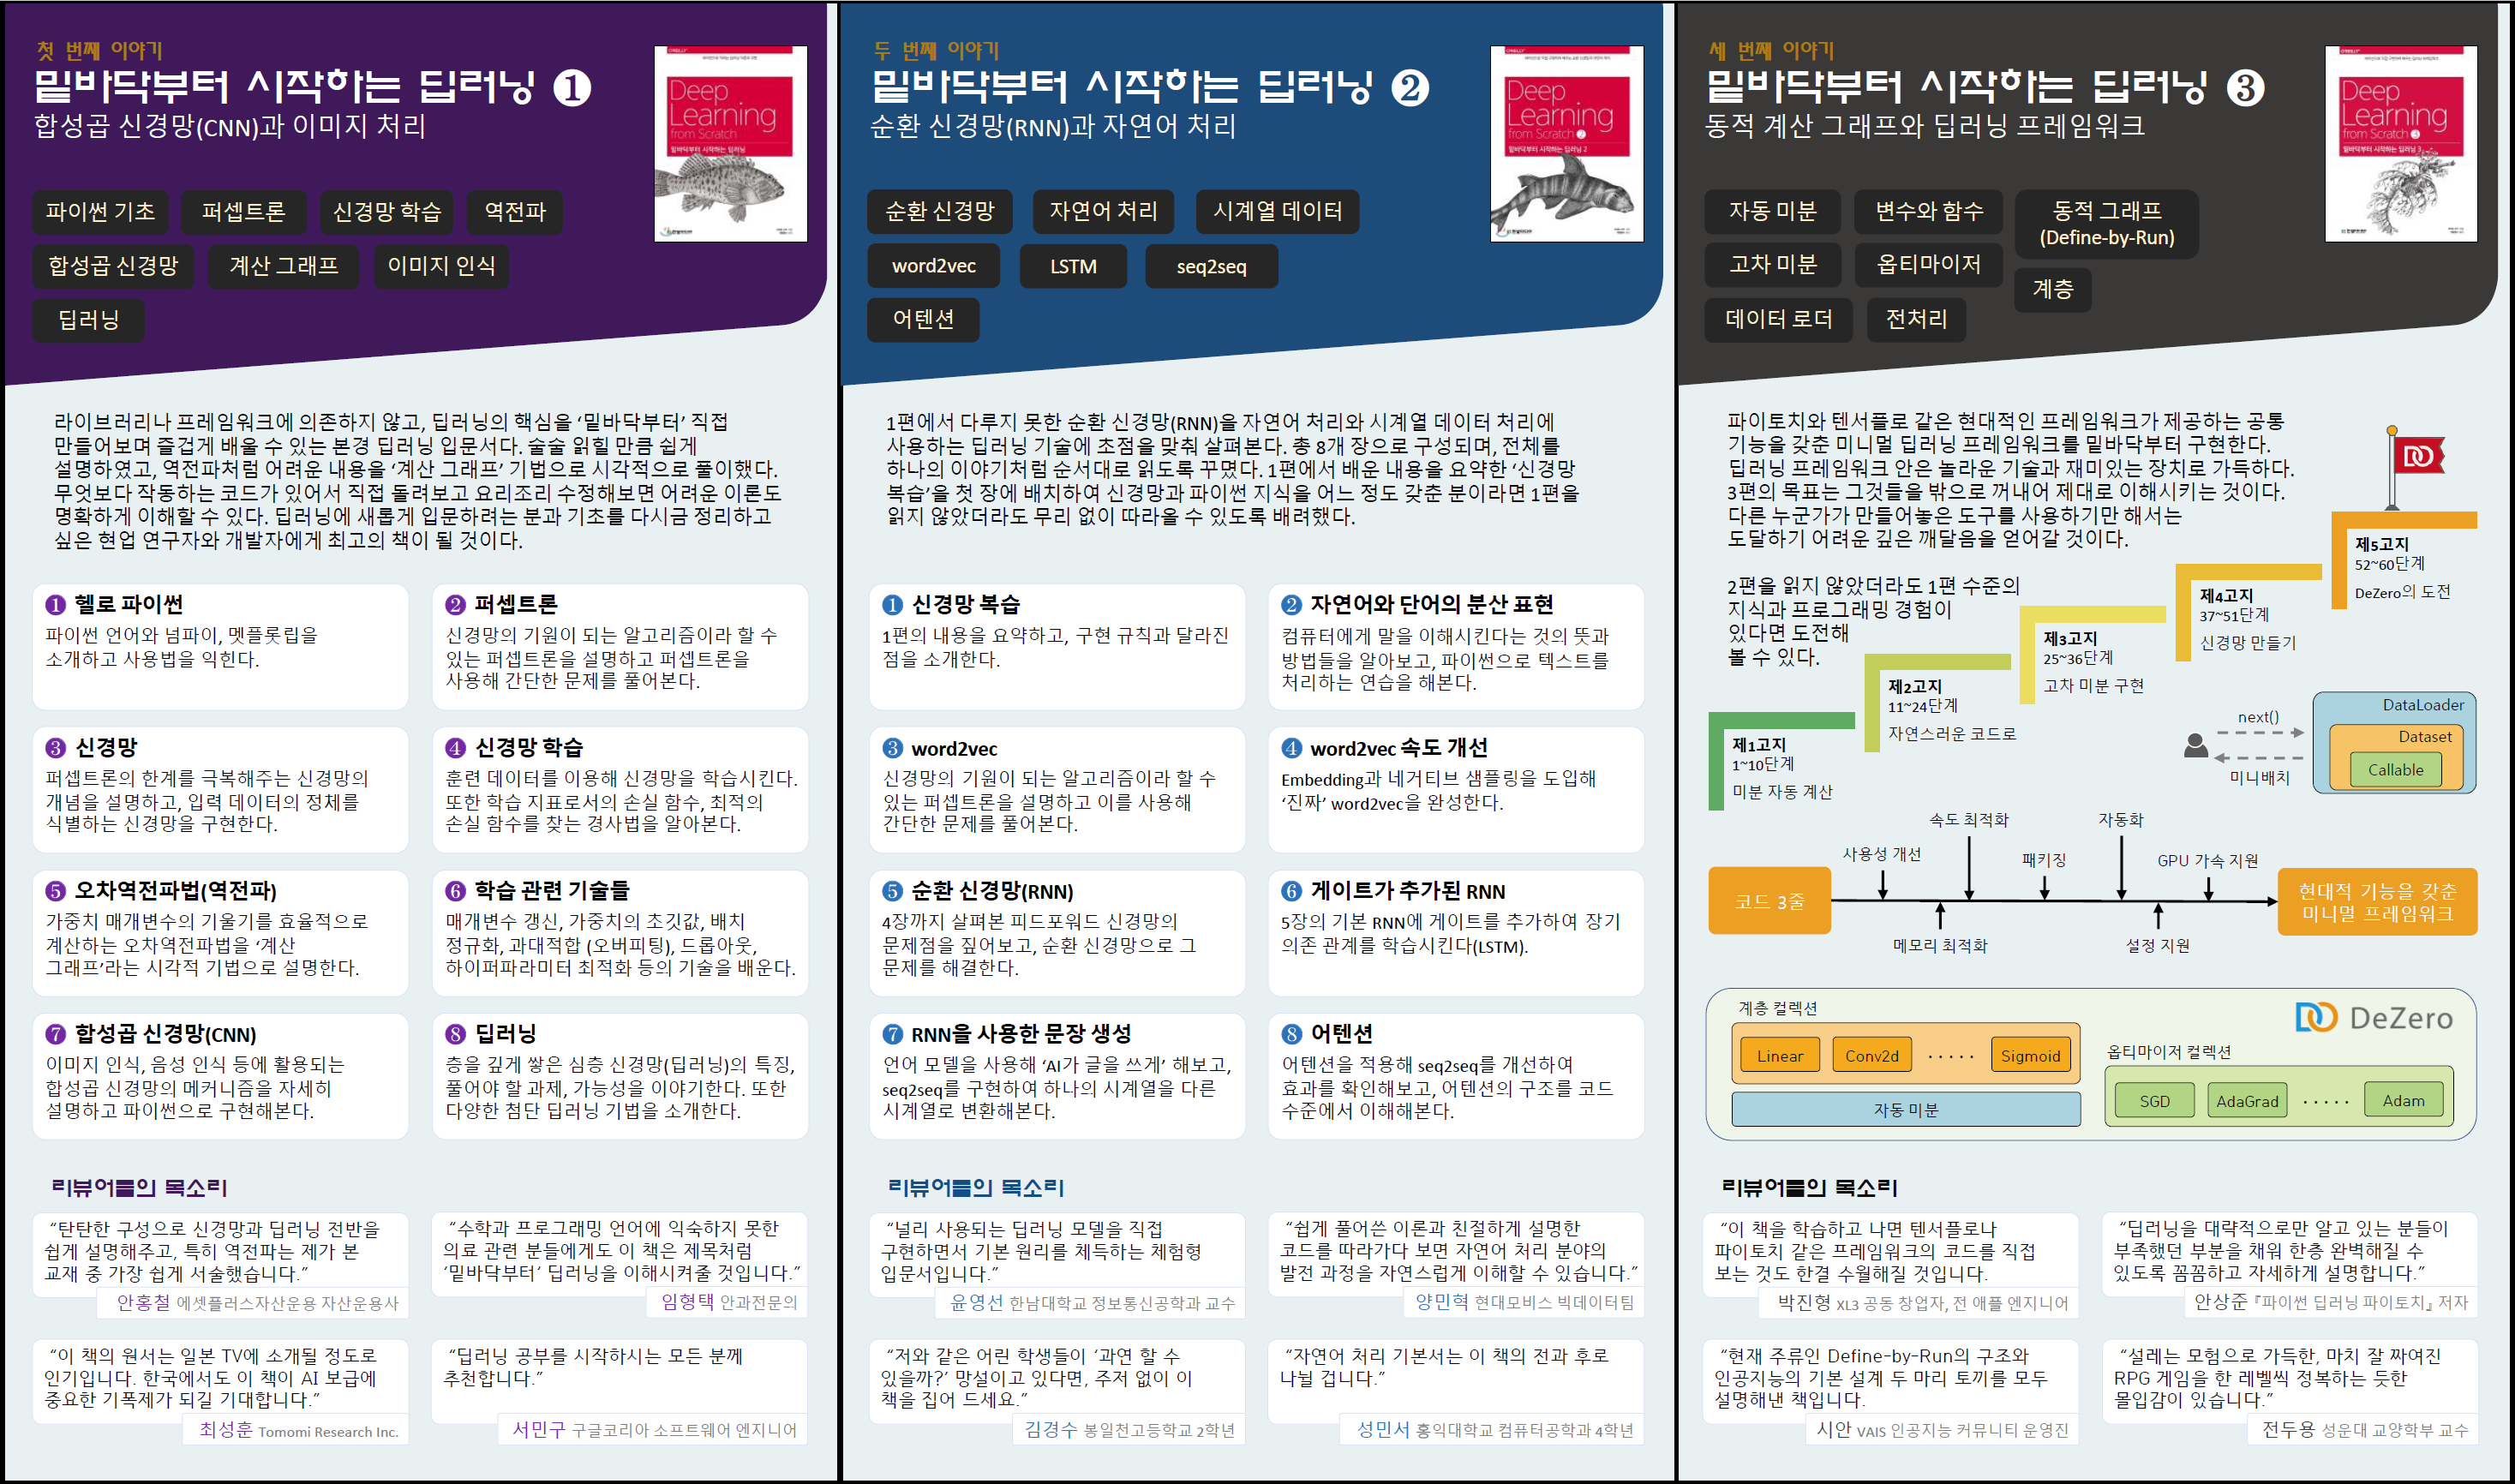 첫 번째 이야기
밑바닥부터 시작하는 딥러닝 ❶
합성곱 신경망(CNN)과 이미지 처리
Deep
Learning
from Scratch
밑바닥부터 시작하는 딥러닝
파이썬 기초
퍼셉트론
신경망 학습
역전파
합성곱 신경망
계산 그래프
이미지 인식
딥러닝
라이브러리나 프레임워크에 의존하지 않고, 딥러닝의 핵심을 ‘밑바닥부터’ 직접
만들어보며 즐겁게 배울 수 있는 본경 딥러닝 입문서다. 술술 읽힐 만큼 쉽게
설명하였고, 역전파처럼 어려운 내용을 ‘계산 그래프’ 기법으로 시각적으로 풀이했다.
무엇보다 작동하는 코드가 있어서 직접 돌려보고 요리조리 수정해보면 어려운 이론도
명확하게 이해할 수 있다. 딥러닝에 새롭게 입문하려는 분과 기초를 다시금 정리하고
싶은 현업 연구자와 개발자에게 최고의 책이 될 것이다.
❶ 헬로 파이썬
파이썬 언어와 넘파이, 멧플롯립을
소개하고 사용법을 익힌다.
❷ 퍼셉트론
신경망의 기원이 되는 알고리즘이라 할 수
있는 퍼셉트론을 설명하고 퍼셉트론을
사용해 간단한 문제를 풀어본다.
❸ 신경망
퍼셉트론의 한계를 극복해주는 신경망의
개념을 설명하고, 입력 데이터의 정체를
식별하는 신경망을 구현한다.
❹ 신경망 학습
훈련 데이터를 이용해 신경망을 학습시킨다.
또한 학습 지표로서의 손실 함수, 최적의
손실 함수를 찾는 경사법을 알아본다.
❺ 오차역전파법(역전파)
가중치 매개변수의 기울기를 효율적으로
계산하는 오차역전파법을 ‘계산
그래프’라는 시각적 기법으로 설명한다.
❻ 학습 관련 기술들
매개변수 갱신, 가중치의 초깃값, 배치
정규화, 과대적합 (오버피팅), 드롭아웃,
하이퍼파라미터 최적화 등의 기술을 배운다.
❼ 합성곱 신경망(CNN)
이미지 인식, 음성 인식 등에 활용되는
합성곱 신경망의 메커니즘을 자세히
설명하고 파이썬으로 구현해본다.
❽ 딥러닝
층을 깊게 쌓은 심층 신경망(딥러닝)의 특징,
풀어야 할 과제, 가능성을 이야기한다. 또한
다양한 첨단 딥러닝 기법을 소개한다.
리뷰어들의 목소리
“탄탄한 구성으로 신경망과 딥러닝 전반을
쉽게 설명해주고, 특히 역전파는 제가 본
교재 중 가장 쉽게 서술했습니다.”
안홍철 에셋플러스자산운용 자산운용사
“수학과 프로그래밍 언어에 익숙하지 못한
의료 관련 분들에게도 이 책은 제목처럼
‘밑바닥부터‘ 딥러닝을 이해시켜줄 것입니다.”
임형택 안과전문의
“이 책의 원서는 일본 TV에 소개될 정도로
인기입니다. 한국에서도 이 책이 AI 보급에
중요한 기폭제가 되길 기대합니다.”
최성훈 Tomomi Research Inc.
“딥러닝 공부를 시작하시는 모든 분께
추천합니다.”
서민구 구글코리아 소프트웨어 엔지니어
두 번째 이야기
밑바닥부터 시작하는 딥러닝 ❷
순환 신경망(RNN)과 자연어 처리
Deep
Learning
from Scratch ❷
밑바닥부터 시작하는 딥러닝 2
순환 신경망
자연어 처리
시계열 데이터
word2vec
LSTM
seq2seq
어텐션
1편에서 다루지 못한 순환 신경망(RNN)을 자연어 처리와 시계열 데이터 처리에
사용하는 딥러닝 기술에 초점을 맞춰 살펴본다. 총 8개 장으로 구성되며, 전체를
하나의 이야기처럼 순서대로 읽도록 꾸몄다. 1편에서 배운 내용을 요약한 ‘신경망
복습’을 첫 장에 배치하여 신경망과 파이썬 지식을 어느 정도 갖춘 분이라면 1편을
읽지 않았더라도 무리 없이 따라올 수 있도록 배려했다.
❶ 신경망 복습
1편의 내용을 요약하고, 구현 규칙과 달라진
점을 소개한다.
❷ 자연어와 단어의 분산 표현
컴퓨터에게 말을 이해시킨다는 것의 뜻과
방법들을 알아보고, 파이썬으로 텍스트를
처리하는 연습을 해본다.
❸ word2vec
신경망의 기원이 되는 알고리즘이라 할 수
있는 퍼셉트론을 설명하고 이를 사용해
간단한 문제를 풀어본다.
❹ word2vec 속도 개선
Embedding과 네거티브 샘플링을 도입해
‘진짜’ word2vec을 완성한다.
❺ 순환 신경망(RNN)
4장까지 살펴본 피드포워드 신경망의
문제점을 짚어보고, 순환 신경망으로 그
문제를 해결한다.
❻ 게이트가 추가된 RNN
5장의 기본 RNN에 게이트를 추가하여 장기
의존 관계를 학습시킨다(LSTM).
❼ RNN을 사용한 문장 생성
언어 모델을 사용해 ‘AI가 글을 쓰게’ 해보고,
seq2seq를 구현하여 하나의 시계열을 다른
시계열로 변환해본다.
❽ 어텐션
어텐션을 적용해 seq2seq를 개선하여
효과를 확인해보고, 어텐션의 구조를 코드
수준에서 이해해본다.
리뷰어들의 목소리
“널리 사용되는 딥러닝 모델을 직접
구현하면서 기본 원리를 체득하는 체험형
입문서입니다.”
윤영선 한남대학교 정보통신공학과 교수
“쉽게 풀어쓴 이론과 친절하게 설명한
코드를 따라가다 보면 자연어 처리 분야의
발전 과정을 자연스럽게 이해할 수 있습니다.”
양민혁 현대모비스 빅데이터팀
“저와 같은 어린 학생들이 ‘과연 할 수
있을까?’ 망설이고 있다면, 주저 없이 이
책을 집어 드세요.”
김경수 봉일천고등학교 2학년
“자연어 처리 기본서는 이 책의 전과 후로
나뉠 겁니다.”
성민서 홍익대학교 컴퓨터공학과 4학년
세 번째 이야기
밑바닥부터 시작하는 딥러닝 ❸
동적 계산 그래프와 딥러닝 프레임워크
Deep
Learning
from Scratch ❸
밑바닥부터 시작하는 딥러닝 3
자동 미분
변수와 함수
동적 그래프
(Define-by-Run)
고차 미분
옵티마이저
계층
데이터 로더
전처리
파이토치와 텐서플로 같은 현대적인 프레임워크가 제공하는 공통
기능을 갖춘 미니멀 딥러닝 프레임워크를 밑바닥부터 구현한다.
딥러닝 프레임워크 안은 놀라운 기술과 재미있는 장치로 가득하다.
3편의 목표는 그것들을 밖으로 꺼내어 제대로 이해시키는 것이다.
다른 누군가가 만들어놓은 도구를 사용하기만 해서는
도달하기 어려운 깊은 깨달음을 얻어갈 것이다.
2편을 읽지 않았더라도 1편 수준의
지식과 프로그래밍 경험이
있다면 도전해
볼 수 있다.
제5고지
52~60단계
DeZero의 도전
제4고지
37~51단계
신경망 만들기
제3고지
25~36단계
고차 미분 구현
제2고지
11~24단계
자연스러운 코드로
제1고지
1~10단계
미분 자동 계산
next()
미니배치
DataLoader
Dataset
Callable
속도 최적화
자동화
사용성 개선
패키징
GPU 가속 지원
코드 3줄
현대적 기능을 갖춘
미니멀 프레임워크
메모리 최적화
설정 지원
계층 컬렉션
DeZero
Linear
Conv2d
·····
Sigmoid
자동 미분
옵티마이저 컬렉션
SGD
AdaGrad
·····
Adam
리뷰어들의 목소리
“이 책을 학습하고 나면 텐서플로나
파이토치 같은 프레임워크의 코드를 직접
보는 것도 한결 수월해질 것입니다.
박진형 XL3 공동 창업자, 전 애플 엔지니어
“딥러닝을 대략적으로만 알고 있는 분들이
부족했던 부분을 채워 한층 완벽해질 수
있도록 꼼꼼하고 자세하게 설명합니다.”
안상준 『파이썬 딥러닝 파이토치』 저자
“현재 주류인 Define-by-Run의 구조와
인공지능의 기본 설계 두 마리 토끼를 모두
설명해낸 책입니다.
시안 VAIS 인공지능 커뮤니티 운영진
“설레는 모험으로 가득한, 마치 잘 짜여진
RPG 게임을 한 레벨씩 정복하는 듯한
몰입감이 있습니다.”
전두용 성운대 교양학부 교수